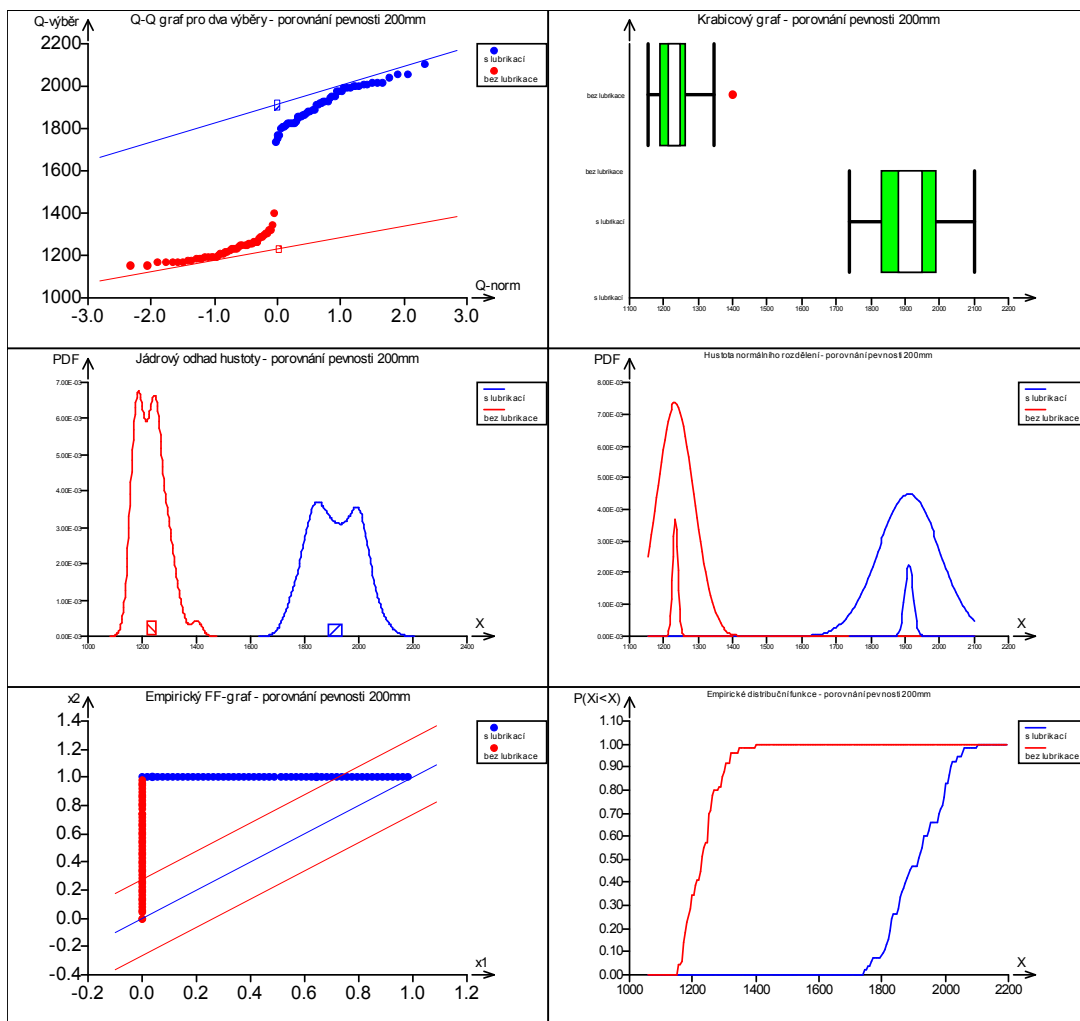 Q-výběr
Q-Q graf pro dva výběry - porovnání pevnosti 200mm
s lubrikací
bez lubrikace
2200
2000
1800
1600
1400
1200
1000
Q-norm
-3.0 -2.0 -1.0 0.0 1.0 2.0 3.0
Krabicový graf - porovnání pevnosti 200mm
bez lubrikace
bez lubrikace
s lubrikací
s lubrikací
1100 1200 1300 1400 1500 1600 1700 1800 1900 2000 2100 2200
PDF
Jádrový odhad hustoty - porovnání pevnosti 200mm
s lubrikací
bez lubrikace
7.00E-03
6.00E-03
5.00E-03
4.00E-03
3.00E-03
2.00E-03
1.00E-03
0.00E-03
X
1000 1200 1400 1600 1800 2000 2200
PDF
Hustota normálního rozdělení - porovnání pevnosti 200mm
s lubrikací
bez lubrikace
8.00E-03
7.00E-03
6.00E-03
5.00E-03
4.00E-03
3.00E-03
2.00E-03
1.00E-03
0.00E-03
X
1100 1200 1300 1400 1500 1600 1700 1800 1900 2000 2100 2200
x2
Empirický FF-graf - porovnání pevnosti 200mm
s lubrikací
bez lubrikace
1.4
1.2
1.0
0.8
0.6
0.4
0.2
0.0
-0.2
-0.4
x1
-0.2 0.0 0.2 0.4 0.6 0.8 1.0 1.2
P(Xi<X)
Empirické distribuční funkce - porovnání pevnosti 200mm
s lubrikací
bez lubrikace
1.10
1.00
0.90
0.80
0.70
0.60
0.50
0.40
0.30
0.20
0.10
0.00
X
1000 1200 1400 1600 1800 2000 2200